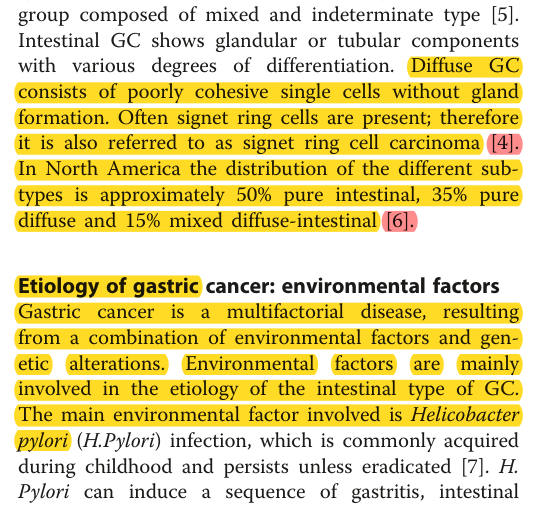 group composed of mixed and indeterminate type [5].
Intestinal GC shows glandular or tubular components
with various degrees of differentiation. Diffuse GC
consists of poorly cohesive single cells without gland
formation. Often signet ring cells are present; therefore
it is also referred to as signet ring cell carcinoma [4].
In North America the distribution of the different sub-
types is approximately 50% pure intestinal, 35% pure
diffuse and 15% mixed diffuse-intestinal [6].
Etiology of gastric cancer: environmental factors
Gastric cancer is a multifactorial disease, resulting
from a combination of environmental factors and gen-
etic alterations. Environmental factors are mainly
involved in the etiology of the intestinal type of GC.
The main environmental factor involved is Helicobacter
pylori (H.Pylori) infection, which is commonly acquired
during childhood and persists unless eradicated [7]. H.
Pylori can induce a sequence of gastritis, intestinal